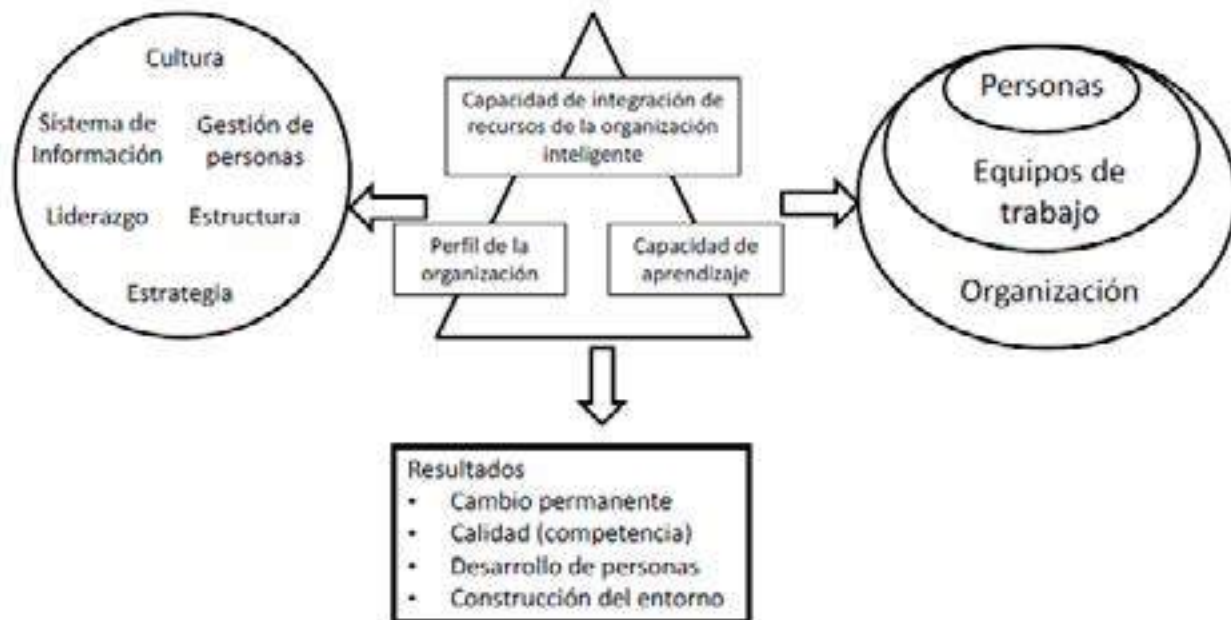 Cultura
Sistema de Información
Gestión de personas
Liderazgo
Estructura
Estrategia
Capacidad de integración de
recursos de la organización
inteligente
Perfil de la
organización
Capacidad de
aprendizaje
Personas
Equipos de
trabajo
Organización
Resultados
• Cambio permanente
• Calidad (competencia)
• Desarrollo de personas
• Construcción del entorno